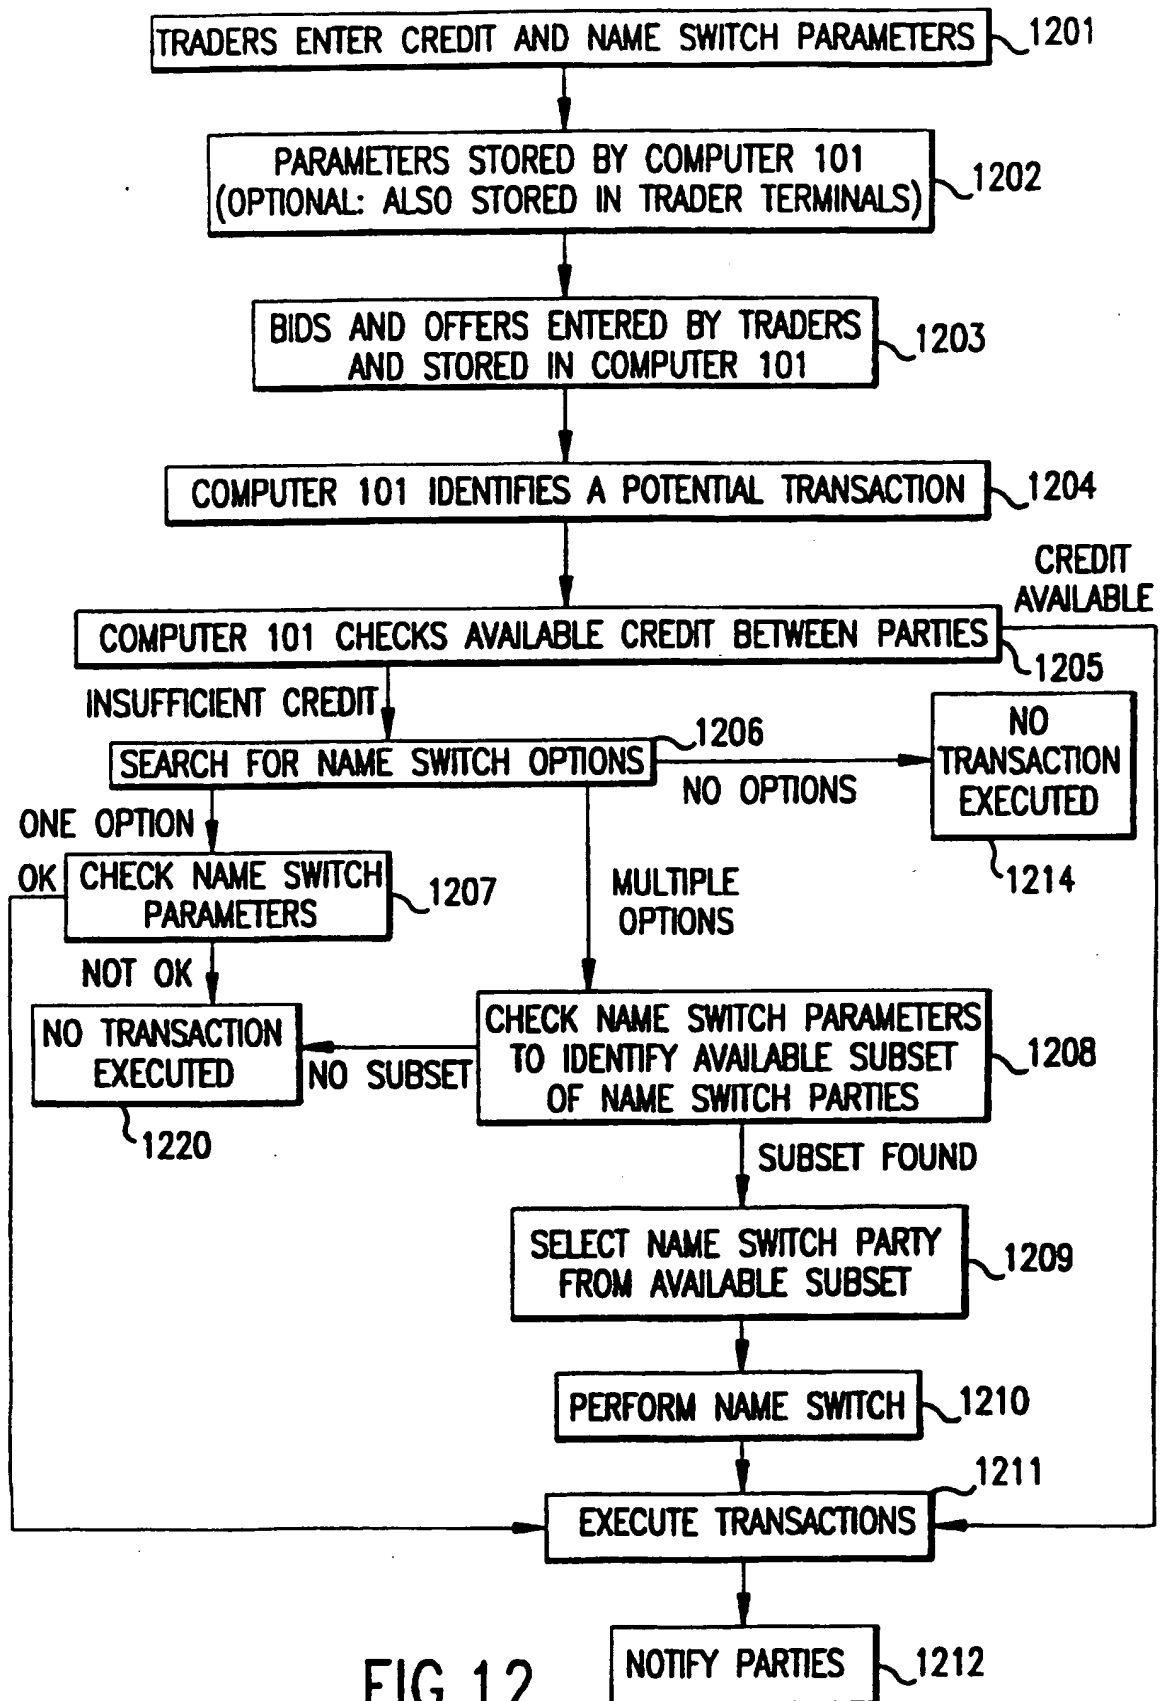 TRADERS ENTER CREDIT AND NAME SWITCH PARAMETERS
1201
PARAMETERS STORED BY COMPUTER 101
(OPTIONAL: ALSO STORED IN TRADER TERMINALS)
1202
BIDS AND OFFERS ENTERED BY TRADERS
AND STORED IN COMPUTER 101
1203
COMPUTER 101 IDENTIFIES A POTENTIAL TRANSACTION
1204
CREDIT
AVAILABLE
COMPUTER 101 CHECKS AVAILABLE CREDIT BETWEEN PARTIES
1205
INSUFFICIENT CREDIT
SEARCH FOR NAME SWITCH OPTIONS
1206
NO OPTIONS
NO
TRANSACTION
EXECUTED
1214
ONE OPTION
OK
CHECK NAME SWITCH
PARAMETERS
1207
MULTIPLE
OPTIONS
NOT OK
NO TRANSACTION
EXECUTED
1220
NO SUBSET
CHECK NAME SWITCH PARAMETERS
TO IDENTIFY AVAILABLE SUBSET
OF NAME SWITCH PARTIES
1208
SUBSET FOUND
SELECT NAME SWITCH PARTY
FROM AVAILABLE SUBSET
1209
PERFORM NAME SWITCH
1210
EXECUTE TRANSACTIONS
1211
NOTIFY PARTIES
1212
FIG.12